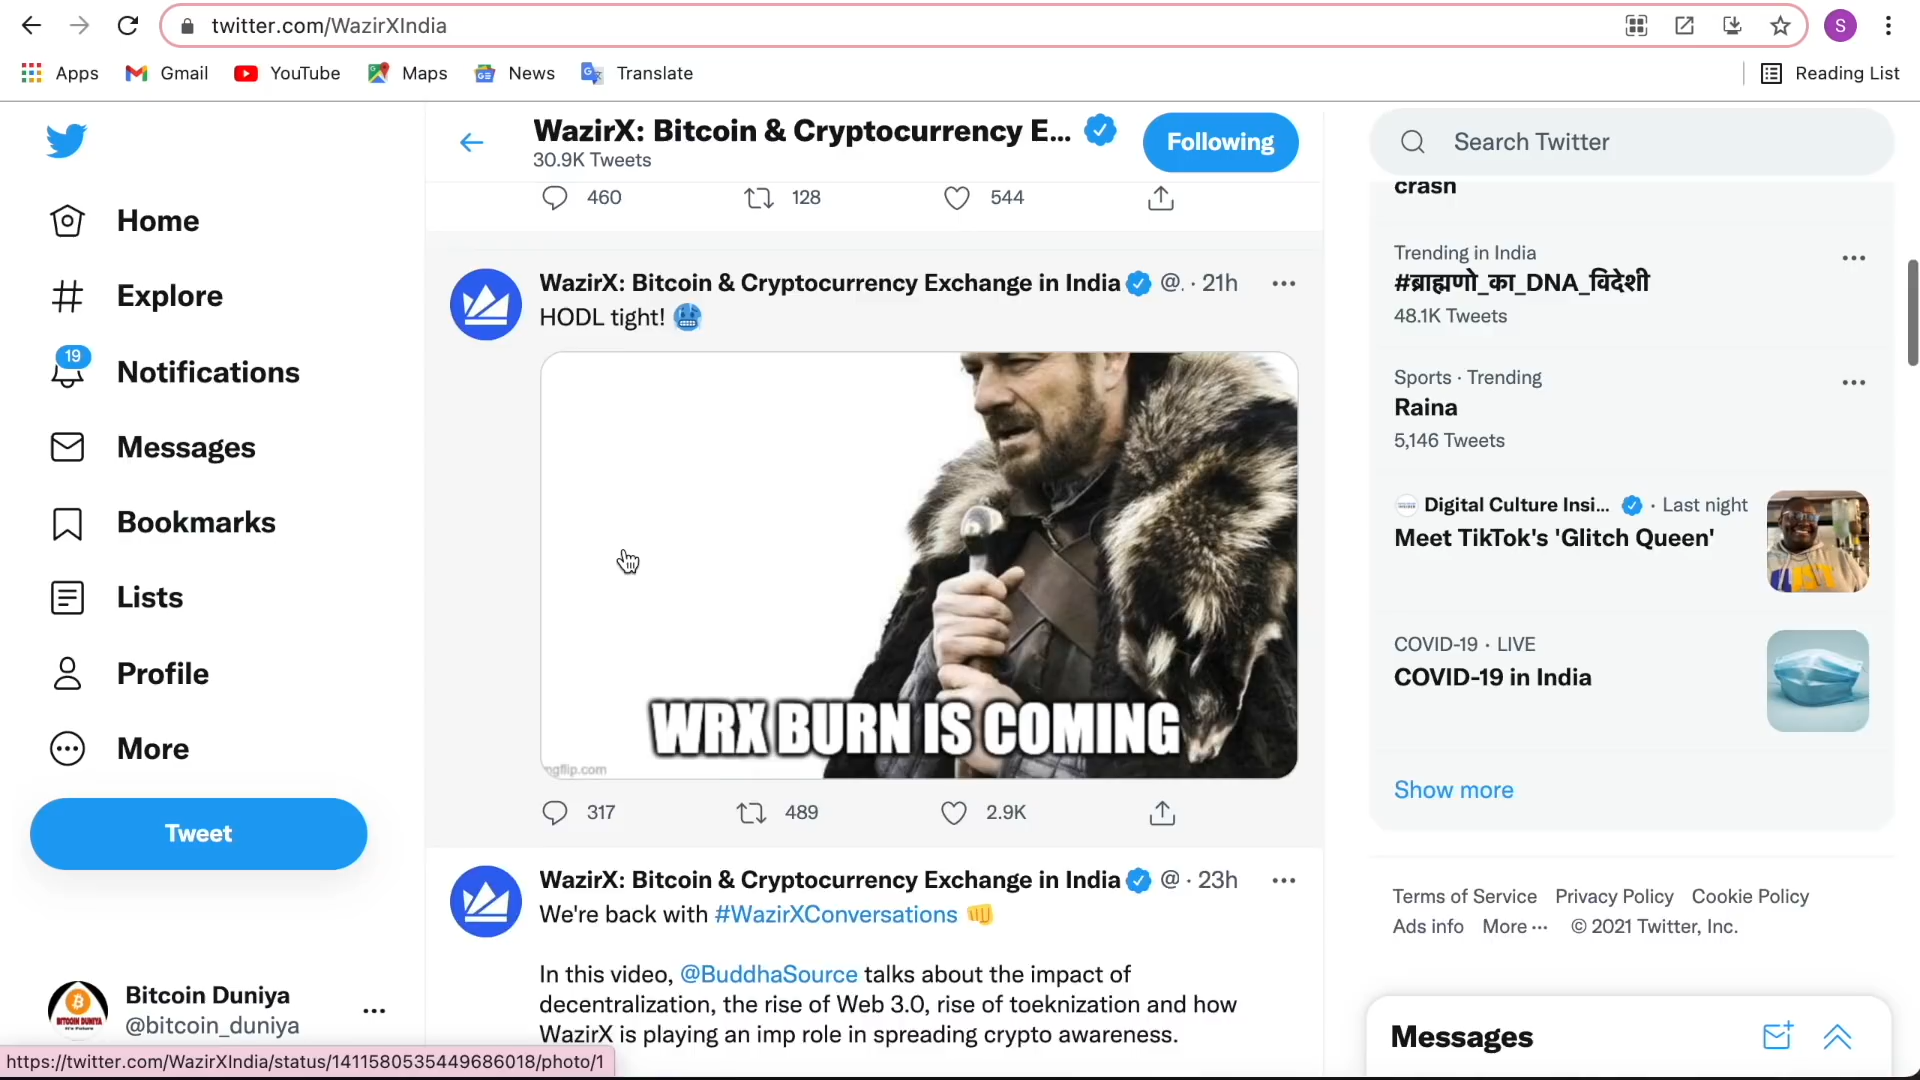 twitter.com/WazirXIndia
S
Apps
Gmail
YouTube
Maps
News
Translate
Reading List
Home
Explore
19
Notifications
Messages
Bookmarks
Lists
Profile
More
Tweet
Bitcoin Duniya
@bitcoin_duniya
https://twitter.com/WazirXIndia/status/1411580535449686018/photo/1
WazirX: Bitcoin & Cryptocurrency E...
30.9K Tweets
Following
460 128 544
WazirX: Bitcoin & Cryptocurrency Exchange in India @. · 21h
HODL tight!
WRX BURN IS COMING
mgflip.com
317 489 2.9K
WazirX: Bitcoin & Cryptocurrency Exchange in India @ · 23h
We're back with #WazirXConversations
In this video, @BuddhaSource talks about the impact of
decentralization, the rise of Web 3.0, rise of toeknization and how
WazirX is playing an imp role in spreading crypto awareness.
Search Twitter
crash
Trending in India
#ब्राह्मणो_का_DNA_विदेशी
48.1K Tweets
Sports · Trending
Raina
5,146 Tweets
Digital Culture Insi... · Last night
Meet TikTok's 'Glitch Queen'
COVID-19 · LIVE
COVID-19 in India
Show more
Terms of Service Privacy Policy Cookie Policy
Ads info More ··· © 2021 Twitter, Inc.
Messages